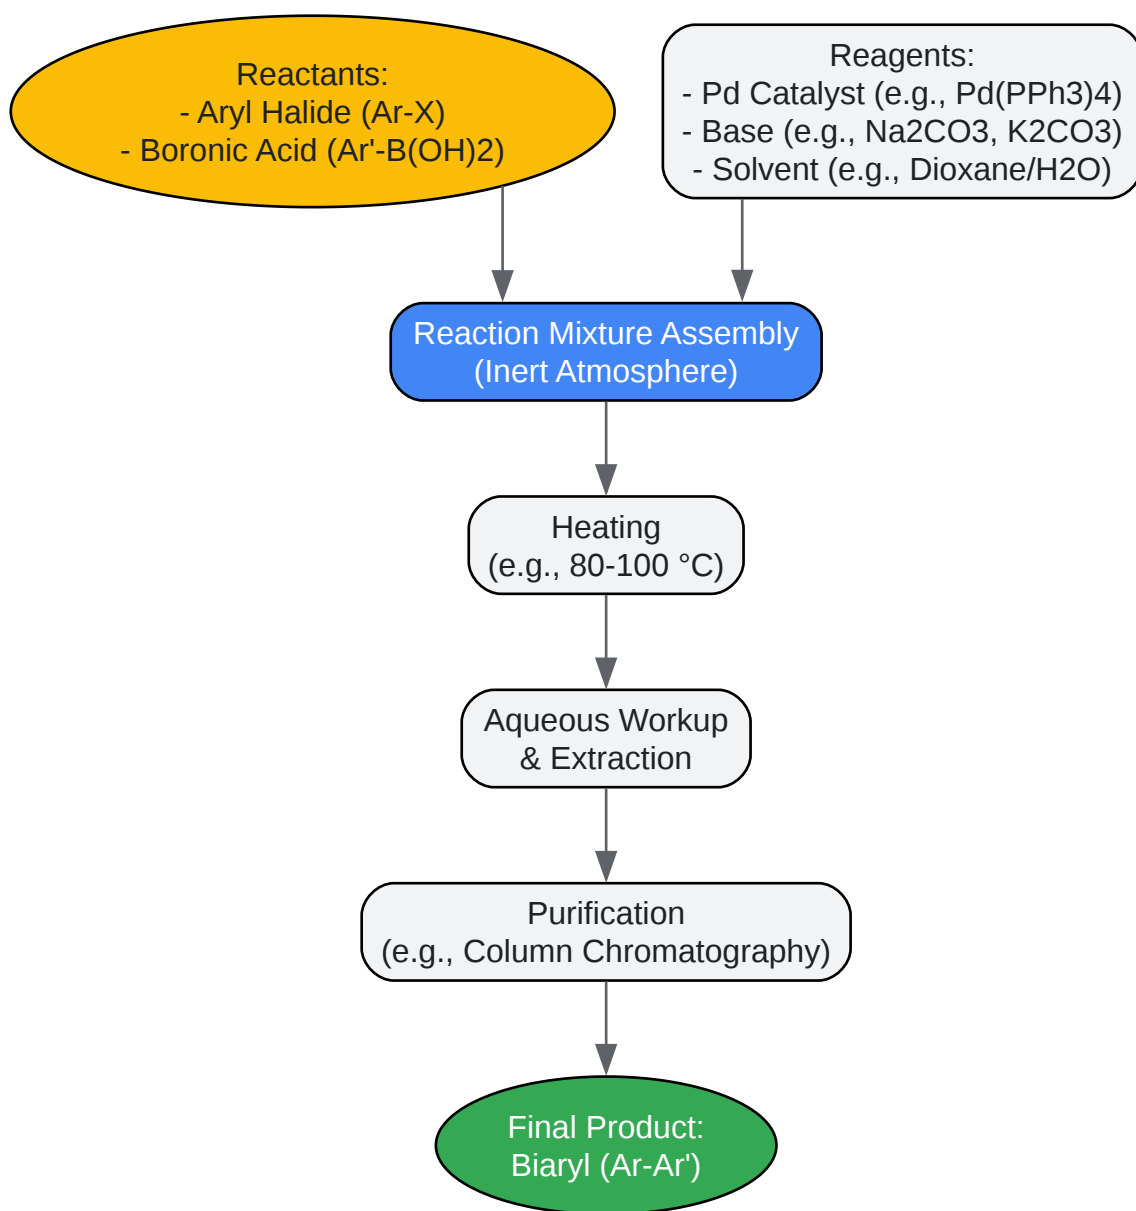 Reactants:
- Aryl Halide (Ar-X)
- Boronic Acid (Ar'-B(OH)2)
Reagents:
- Pd Catalyst (e.g., Pd(PPh3)4)
- Base (e.g., Na2CO3, K2CO3)
- Solvent (e.g., Dioxane/H2O)
Reaction Mixture Assembly
(Inert Atmosphere)
Heating
(e.g., 80-100 °C)
Aqueous Workup
& Extraction
Purification
(e.g., Column Chromatography)
Final Product:
Biaryl (Ar-Ar')